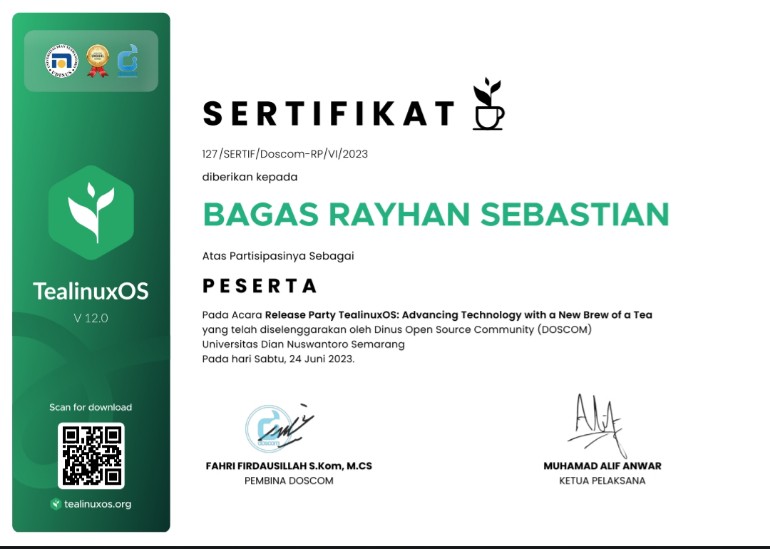 UDINUS
TealinuxOS
V 12.0
Scan for download
tealinuxos.org
SERTIFIKAT
127/SERTIF/Doscom-RP/VI/2023
diberikan kepada
BAGAS RAYHAN SEBASTIAN
Atas Partisipasinya Sebagai
PESERTA
Pada Acara Release Party TealinuxOS: Advancing Technology with a New Brew of a Tea
yang telah diselenggarakan oleh Dinus Open Source Community (DOSCOM)
Universitas Dian Nuswantoro Semarang
Pada hari Sabtu, 24 Juni 2023.
doscom
FAHRI FIRDAUSILLAH S.Kom, M.CS
PEMBINA DOSCOM
MUHAMAD ALIF ANWAR
KETUA PELAKSANA